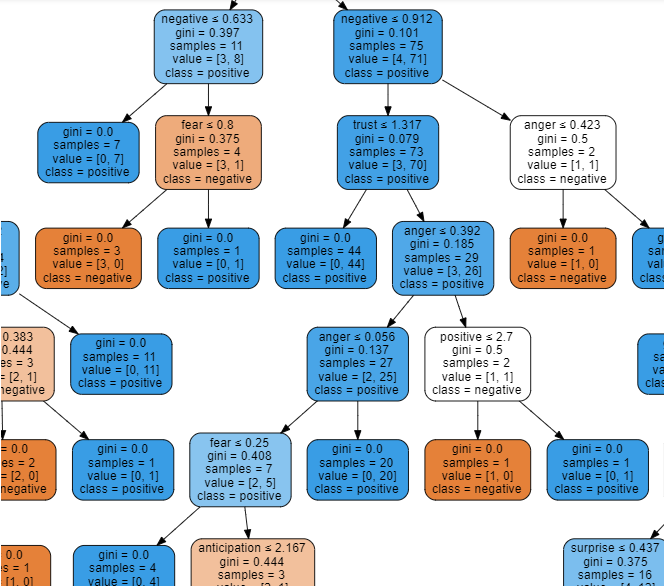 negative ≤ 0.633
gini = 0.397
samples = 11
value = [3, 8]
class = positive
negative ≤ 0.912
gini = 0.101
samples = 75
value = [4, 71]
class = positive
gini = 0.0
samples = 7
value = [0, 7]
class = positive
fear ≤ 0.8
gini = 0.375
samples = 4
value = [3, 1]
class = negative
trust ≤ 1.317
gini = 0.079
samples = 73
value = [3, 70]
class = positive
anger ≤ 0.423
gini = 0.5
samples = 2
value = [1, 1]
class = negative
gini = 0.0
samples = 3
value = [3, 0]
class = negative
gini = 0.0
samples = 1
value = [0, 1]
class = positive
gini = 0.0
samples = 44
value = [0, 44]
class = positive
anger ≤ 0.392
gini = 0.185
samples = 29
value = [3, 26]
class = positive
gini = 0.0
samples = 1
value = [1, 0]
class = negative
0.383
0.444
es = 3
= [2, 1]
negative
gini = 0.0
samples = 11
value = [0, 11]
class = positive
anger ≤ 0.056
gini = 0.137
samples = 27
value = [2, 25]
class = positive
positive ≤ 2.7
gini = 0.5
samples = 2
value = [1, 1]
class = negative
= 0.0
es = 2
= [2, 0]
negative
gini = 0.0
samples = 1
value = [0, 1]
class = positive
fear ≤ 0.25
gini = 0.408
samples = 7
value = [2, 5]
class = positive
gini = 0.0
samples = 20
value = [0, 20]
class = positive
gini = 0.0
samples = 1
value = [1, 0]
class = negative
gini = 0.0
samples = 1
value = [0, 1]
class = positive
0.0
s = 1
[1, 0]
gini = 0.0
samples = 4
value = [0, 4]
anticipation ≤ 2.167
gini = 0.444
samples = 3
surprise ≤ 0.437
gini = 0.375
samples = 16